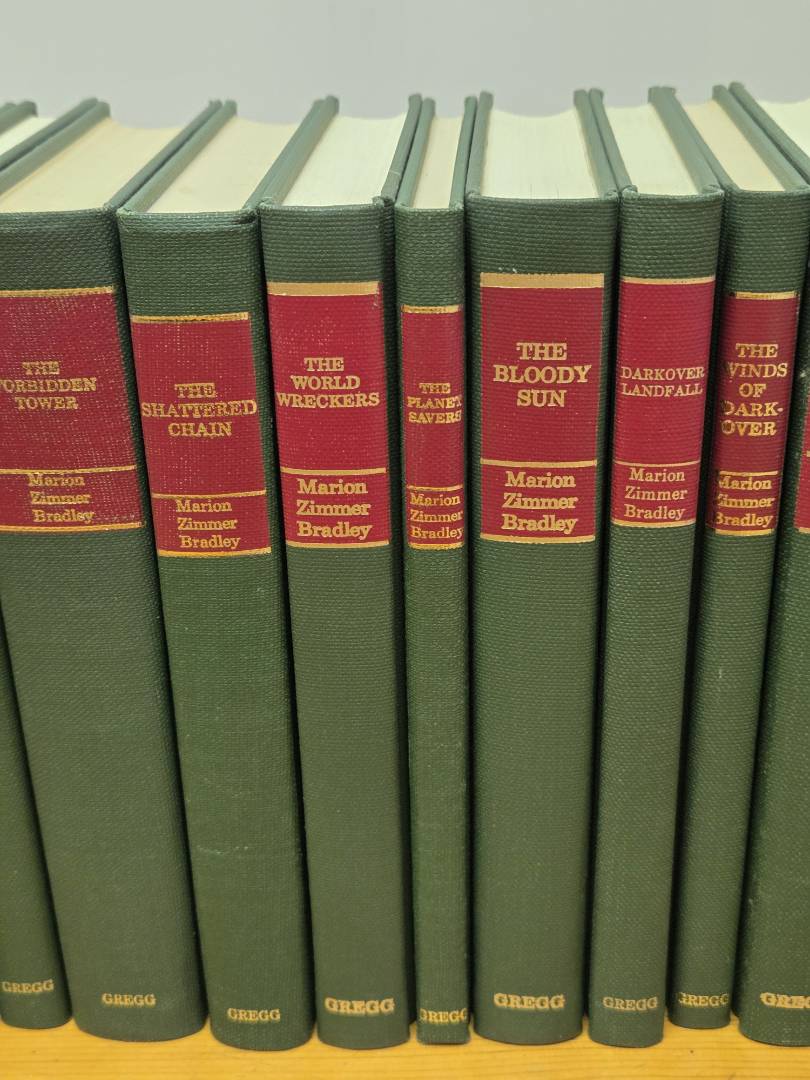 THE
FORBIDDEN
TOWER
Marion
Zimmer
Bradley
GREGG
THE
SHATTERED
CHAIN
Marion
Zimmer
Bradley
GREGG
THE
WORLD
WRECKERS
Marion
Zimmer
Bradley
GREGG
THE
PLANET
SAVERS
Marion
Zimmer
Bradley
GREGG
THE
BLOODY
SUN
Marion
Zimmer
Bradley
GREGG
DARKOVER
LANDFALL
Marion
Zimmer
Bradley
GREGG
THE
WINDS
OF
DARK-
OVER
Marion
Zimmer
Bradley
GREGG
GREGG